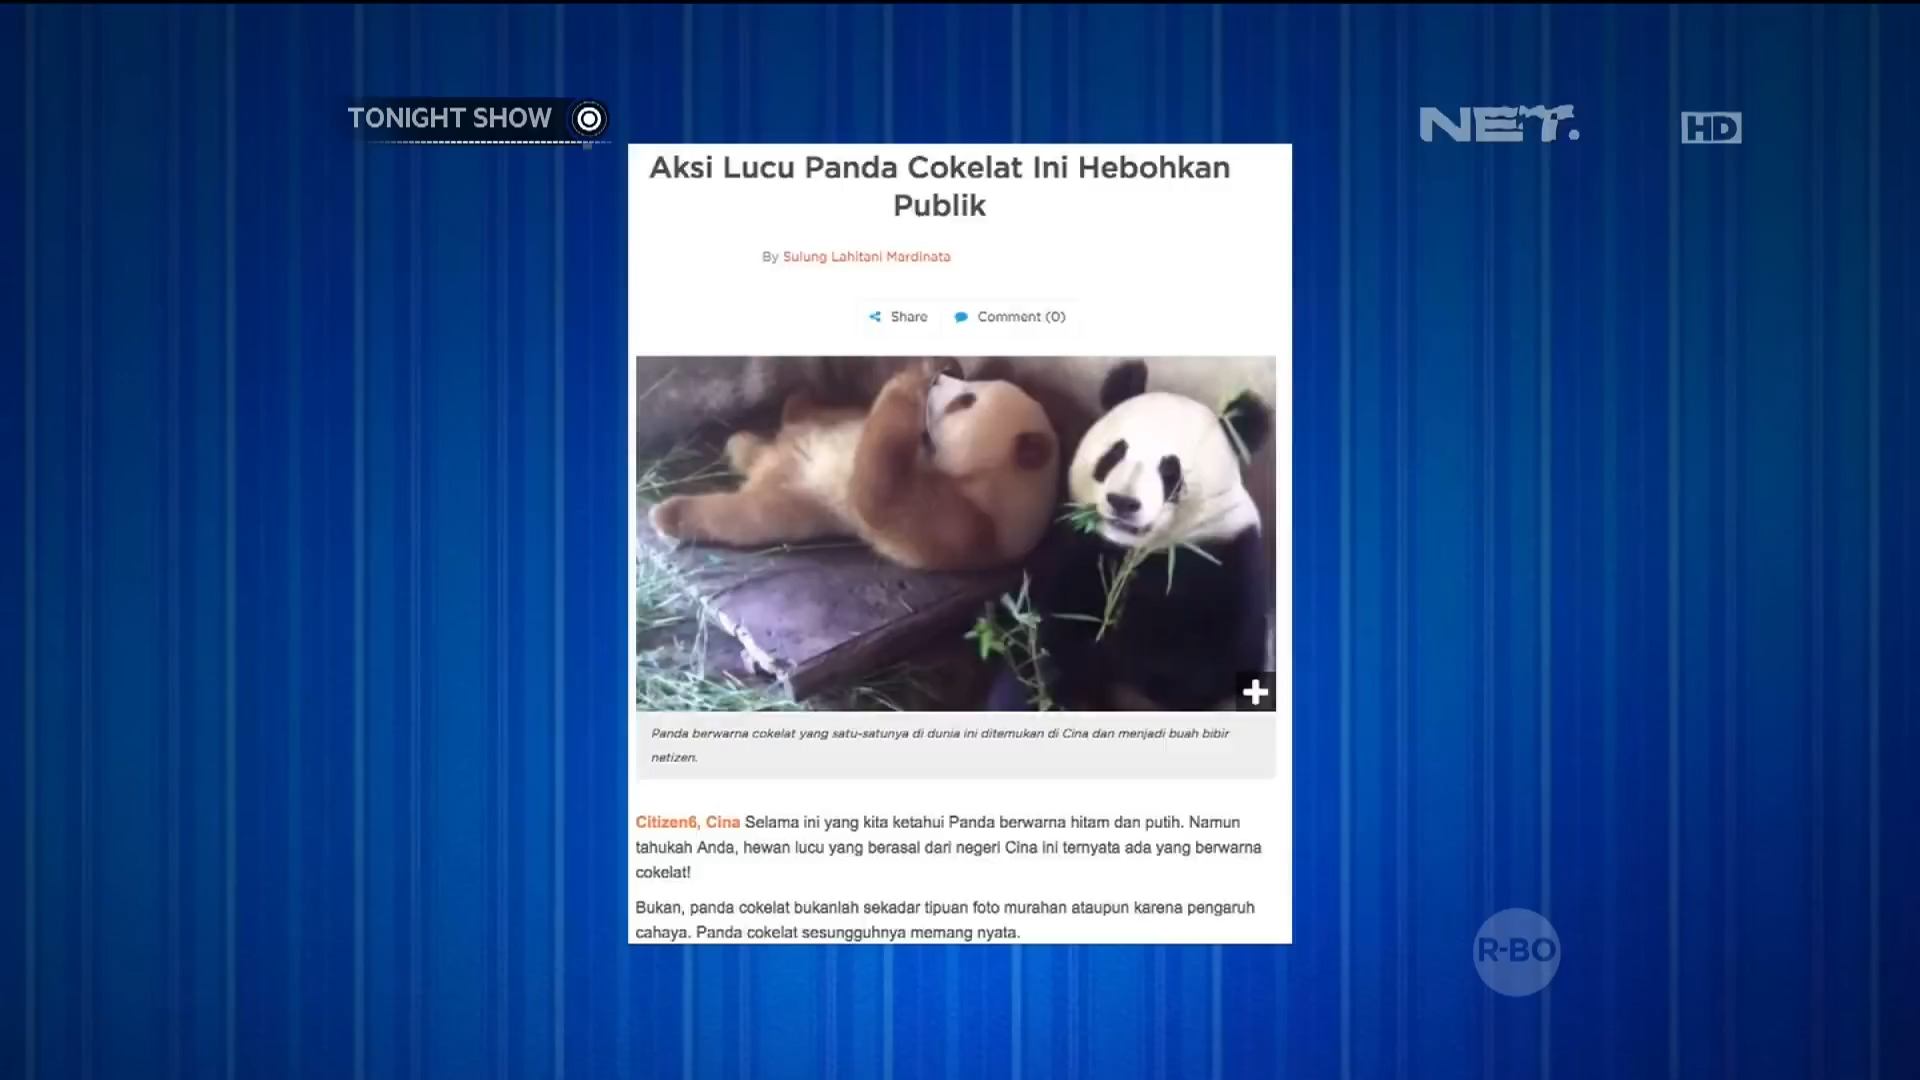 TONIGHT SHOW
NET.
HD
Aksi Lucu Panda Cokelat Ini Hebohkan
Publik
By Sulung Lahitani Mardinata
Share
Comment (0)
Panda berwarna cokelat yang satu-satunya di dunia ini ditemukan di Cina dan menjadi buah bibir
netizen.
Citizen6, Cina Selama ini yang kita ketahui Panda berwarna hitam dan putih. Namun
tahukah Anda, hewan lucu yang berasal dari negeri Cina ini ternyata ada yang berwarna
cokelat!
Bukan, panda cokelat bukanlah sekadar tipuan foto murahan ataupun karena pengaruh
cahaya. Panda cokelat sesungguhnya memang nyata.
R-BO